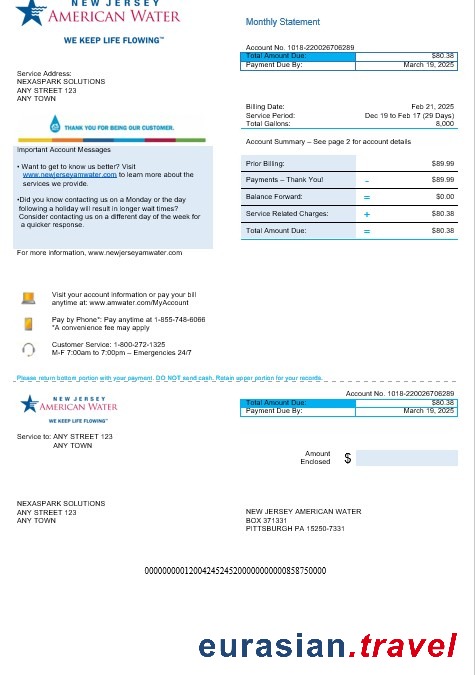 NEW JERSEY
AMERICAN WATER
WE KEEP LIFE FLOWING™
Monthly Statement
Account No. 1018-220026706289
Total Amount Due: $80.38
Payment Due By: March 19, 2025
Service Address:
NEXASPARK SOLUTIONS
ANY STREET 123
ANY TOWN
Billing Date: Feb 21, 2025
Service Period: Dec 19 to Feb 17 (29 Days)
Total Gallons: 8,000
THANK YOU FOR BEING OUR CUSTOMER.
Account Summary – See page 2 for account details
Important Account Messages
• Want to get to know us better? Visit
www.newjerseyamwater.com to learn more about the
services we provide.
•Did you know contacting us on a Monday or the day
following a holiday will result in longer wait times?
Consider contacting us on a different day of the week for
a quicker response.
For more information, www.newjerseyamwater.com
Prior Billing: $89.99
Payments – Thank You! - $89.99
Balance Forward: = $0.00
Service Related Charges: + $80.38
Total Amount Due: = $80.38
Visit your account information or pay your bill
anytime at: www.amwater.com/MyAccount
Pay by Phone*: Pay anytime at 1-855-748-6066
*A convenience fee may apply
Customer Service: 1-800-272-1325
M-F 7:00am to 7:00pm – Emergencies 24/7
Please return bottom portion with your payment. DO NOT send cash. Retain upper portion for your records.
NEW JERSEY
AMERICAN WATER
WE KEEP LIFE FLOWING™
Account No. 1018-220026706289
Total Amount Due: $80.38
Payment Due By: March 19, 2025
Service to: ANY STREET 123
ANY TOWN
Amount
Enclosed $
NEXASPARK SOLUTIONS
ANY STREET 123
ANY TOWN
NEW JERSEY AMERICAN WATER
BOX 371331
PITTSBURGH PA 15250-7331
eurasian.travel